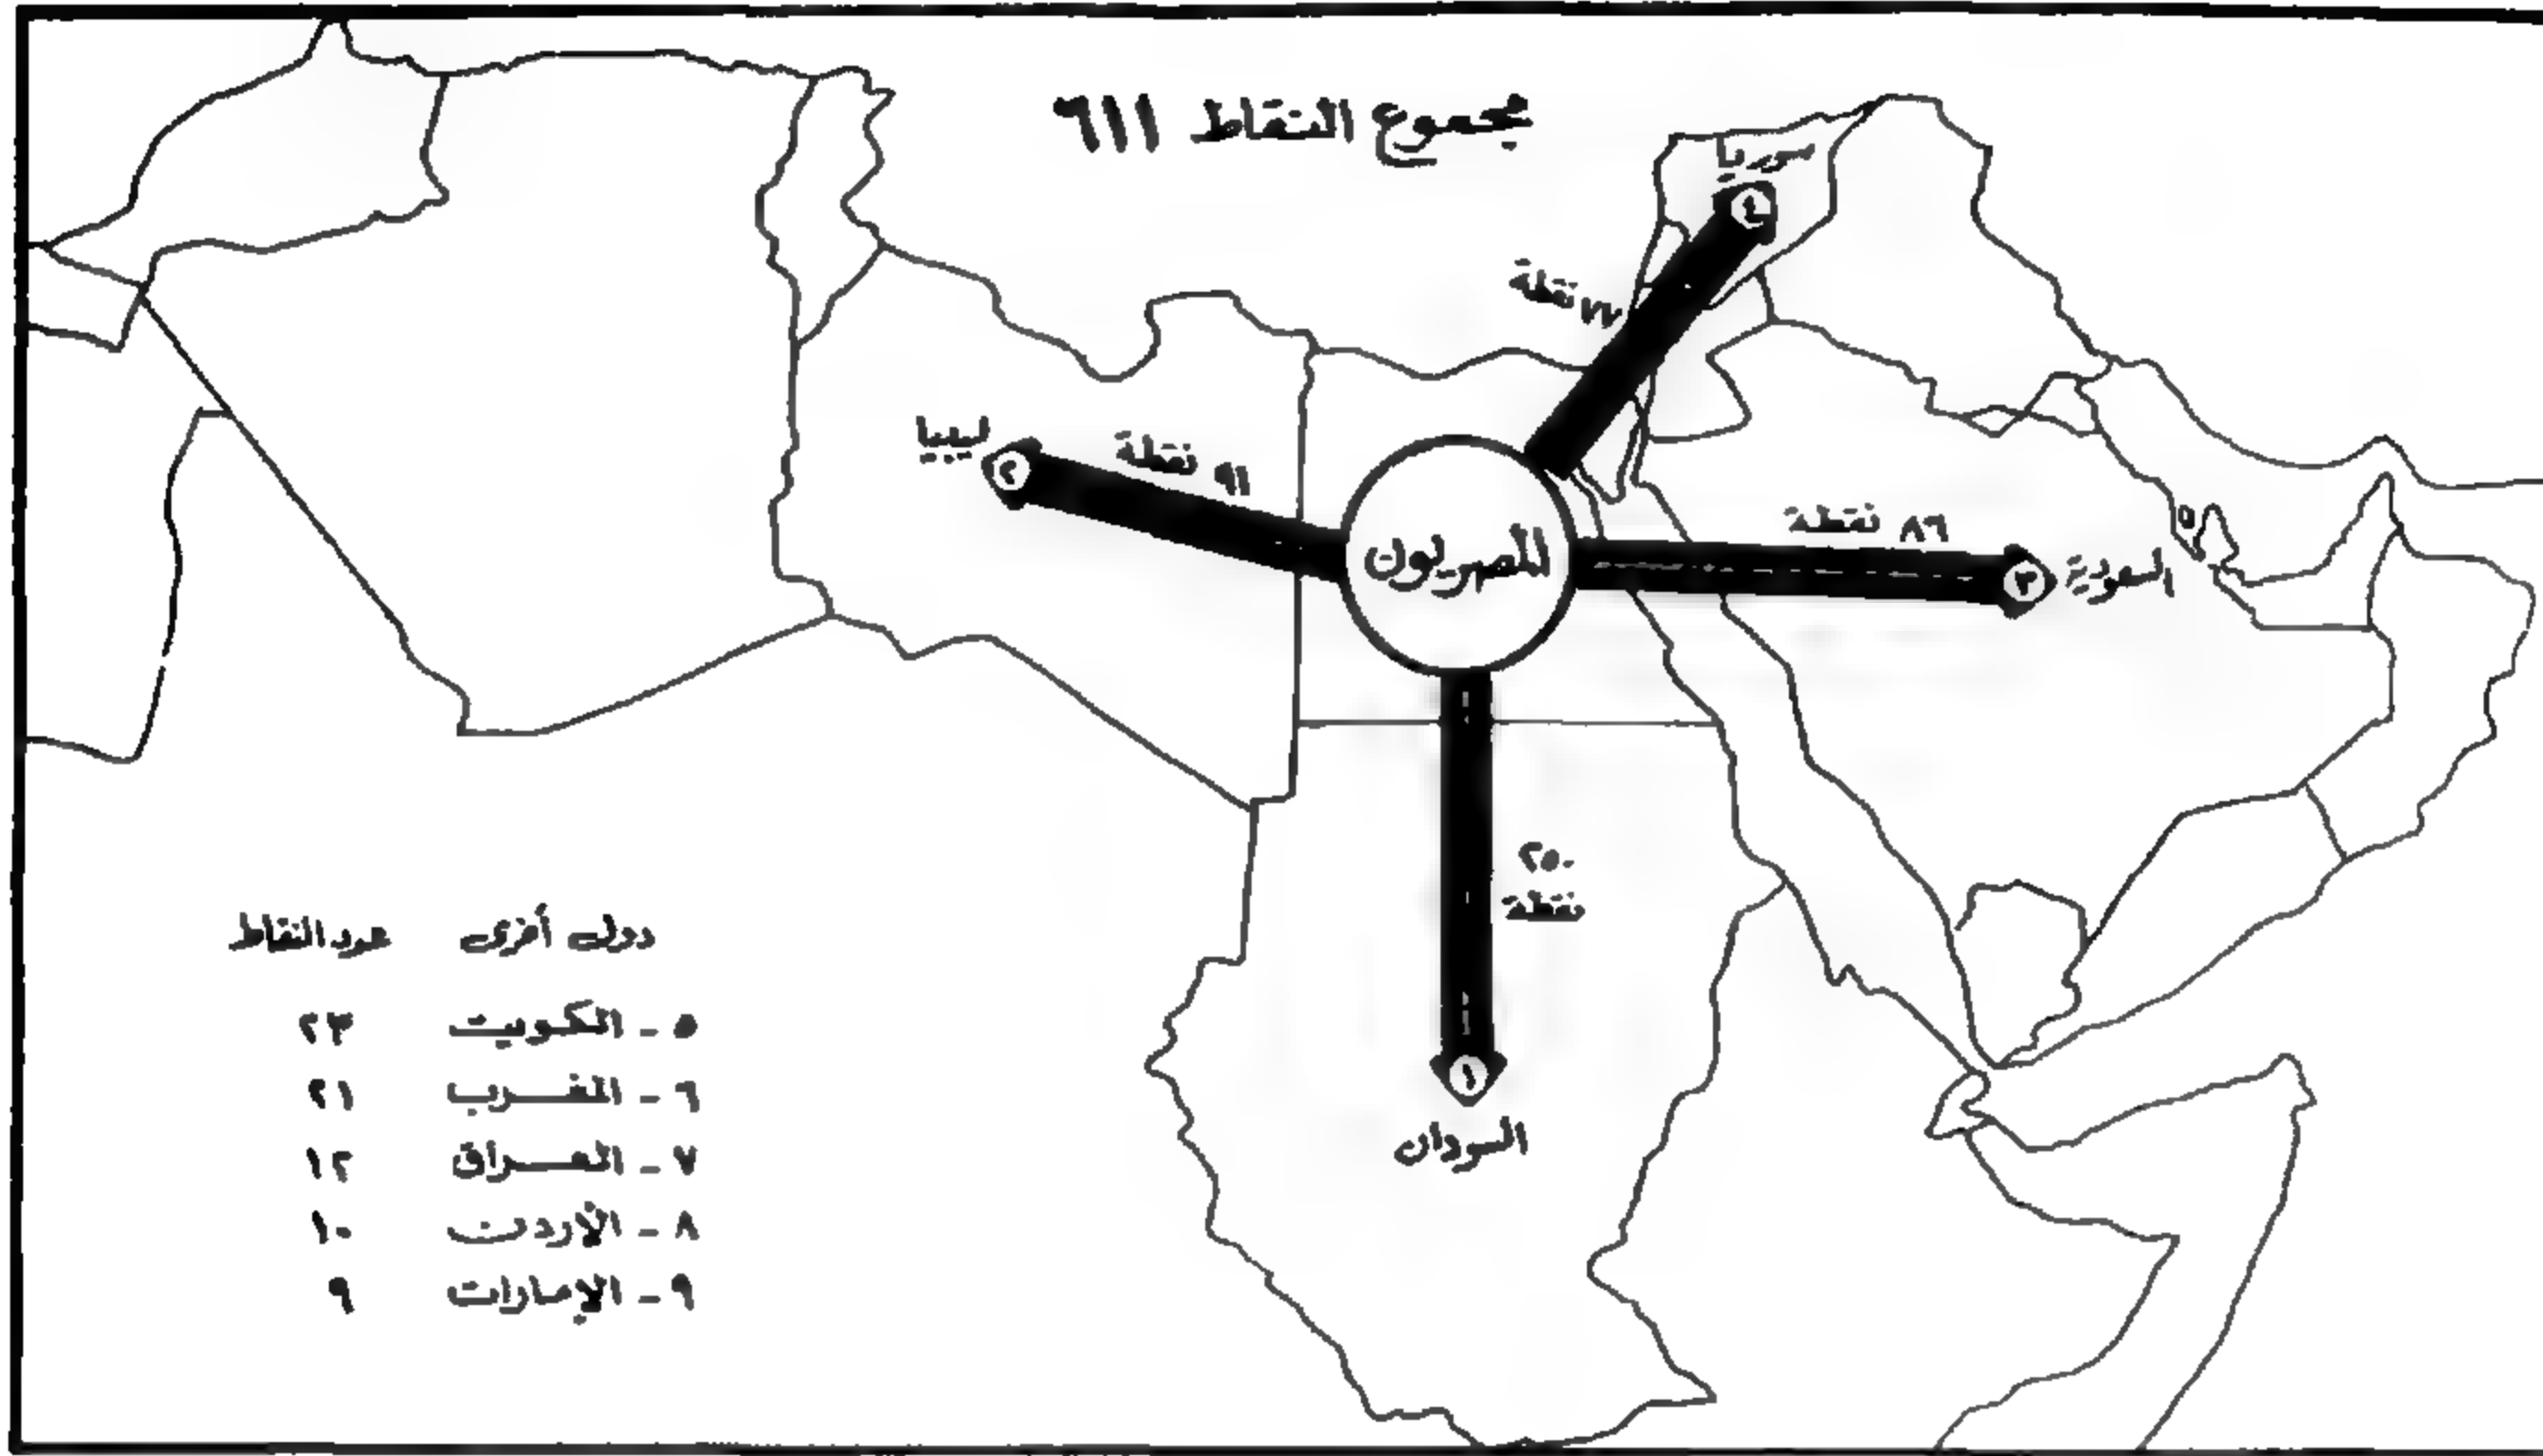 مجموع النقاط ٦١١
سوريا
٤
٧٧ نقطة
ليبيا
٢
٩١ نقطة
المصريون
٨٦ نقطة
٣
السعودية
٢٥٠
نقطة
١
السودان
دول أخرى عدد النقاط
٥ - الكويت ٢٣
٦ - المغرب ٢١
٧ - العراق ١٢
٨ - الأردن ١٠
٩ - الإمارات ٩